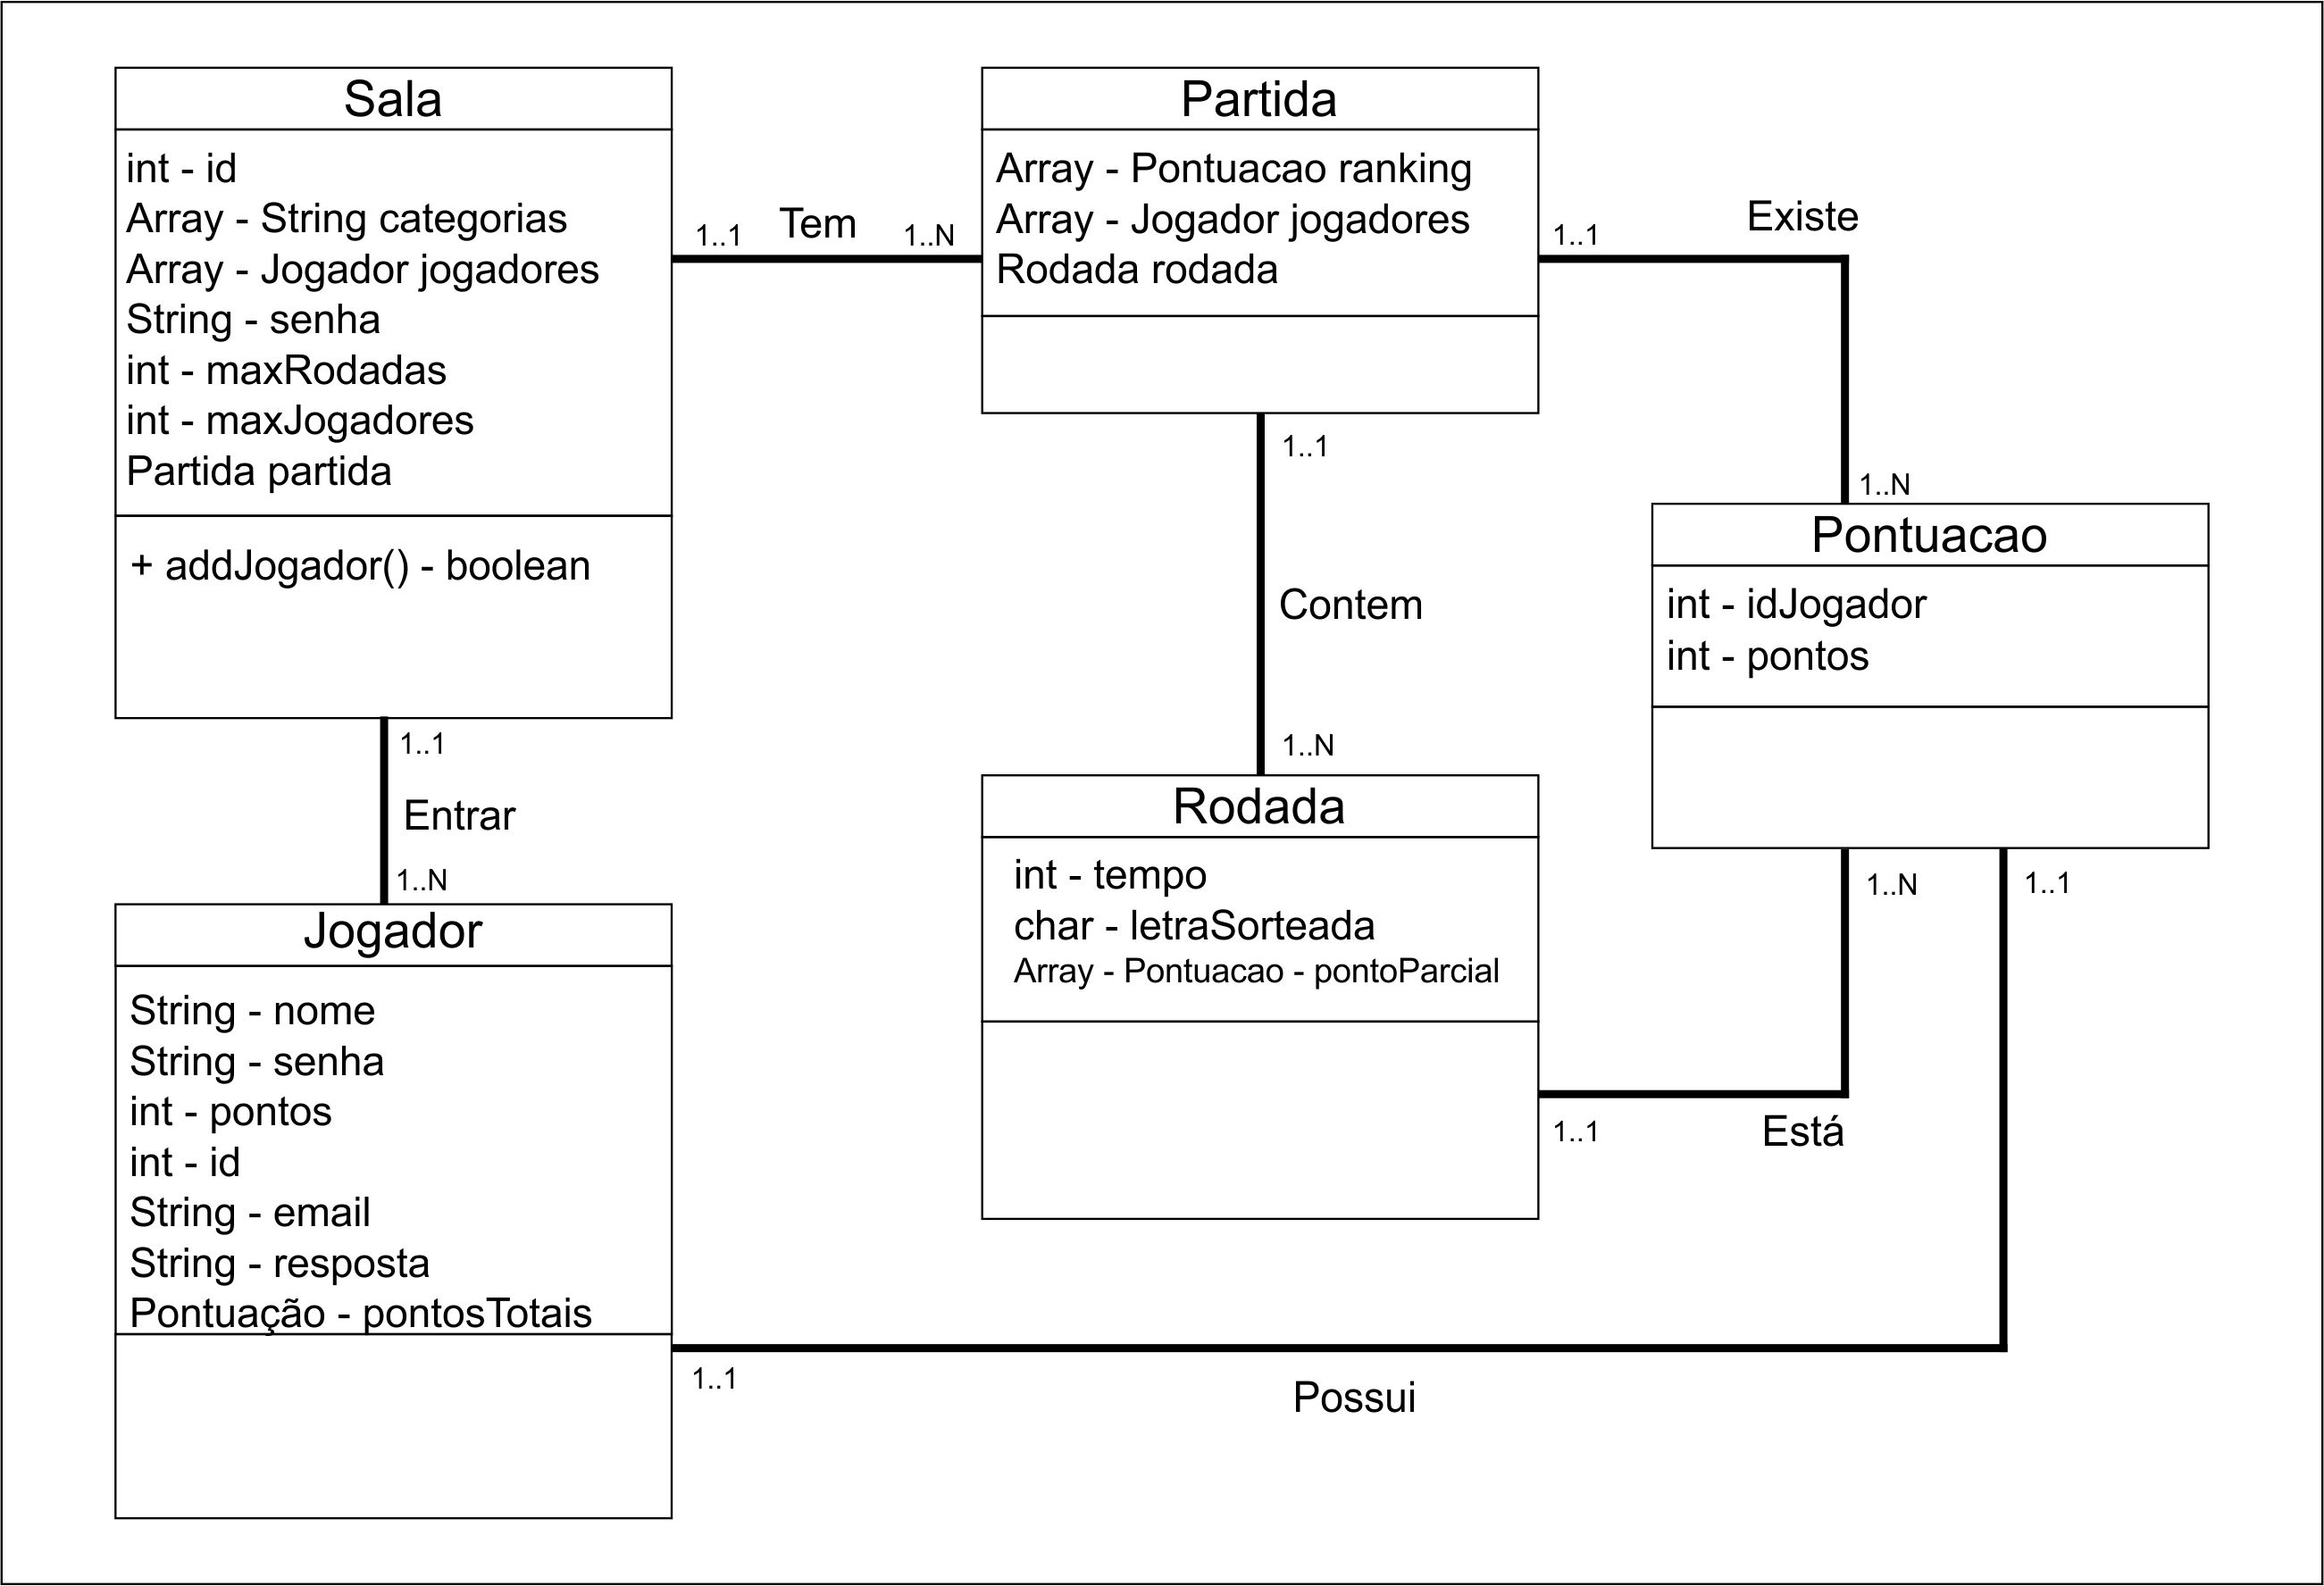 Sala
int - id
Array - String categorias
Array - Jogador jogadores
String - senha
int - maxRodadas
int - maxJogadores
Partida partida
+ addJogador() - boolean
1..1
Tem
1..N
Partida
Array - Pontuacao ranking
Array - Jogador jogadores
Rodada rodada
1..1
Existe
1..N
Pontuacao
int - idJogador
int - pontos
1..1
Contem
1..N
Rodada
int - tempo
char - letraSorteada
Array - Pontuacao - pontoParcial
1..N
1..1
1..1
Está
1..1
Entrar
1..N
Jogador
String - nome
String - senha
int - pontos
int - id
String - email
String - resposta
Pontuação - pontosTotais
1..1
Possui